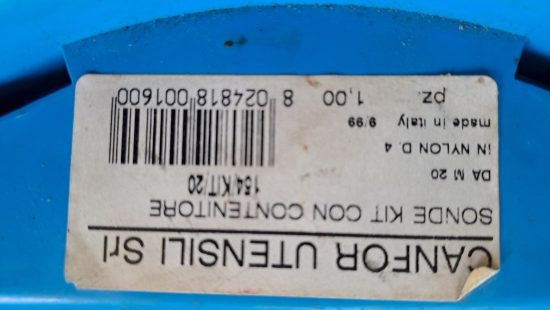 CANFOR UTENSILI Srl
SONDE KIT CON CONTENITORE
DA M 20
154/KIT/20
IN NYLON D. 4
made in italy 9/99
pz. 1,00
8 024818 001600